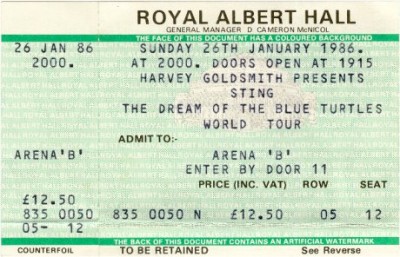 ROYAL ALBERT HALL
GENERAL MANAGER D CAMERON McNICOL
THE FACE OF THIS DOCUMENT HAS A COLOURED BACKGROUND
26 JAN 86 SUNDAY 26TH JANUARY 1986.
2000. AT 2000. DOORS OPEN AT 1915
HARVEY GOLDSMITH PRESENTS
STING
THE DREAM OF THE BLUE TURTLES
WORLD TOUR
ADMIT TO:-
ARENA 'B' ARENA 'B'
ENTER BY DOOR 11
PRICE (INC. VAT) ROW SEAT
£12.50
835 0050 835 0050 N £12.50 05 12
05- 12
THE BACK OF THIS DOCUMENT CONTAINS AN ARTIFICIAL WATERMARK
COUNTERFOIL TO BE RETAINED See Reverse